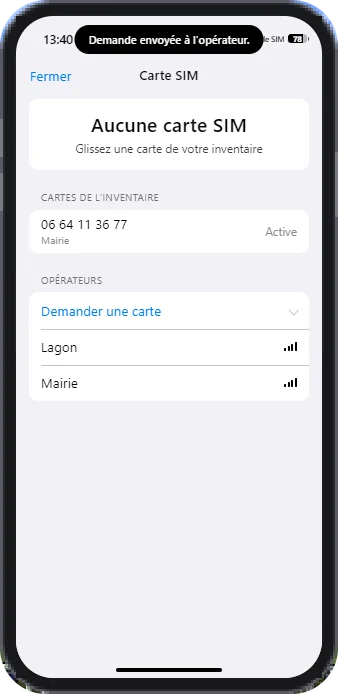 13:40
Demande envoyée à l'opérateur.
SIM
78
Fermer
Carte SIM
Aucune carte SIM
Glissez une carte de votre inventaire
CARTES DE L'INVENTAIRE
06 64 11 36 77
Active
Mairie
OPÉRATEURS
Demander une carte
Lagon
Mairie